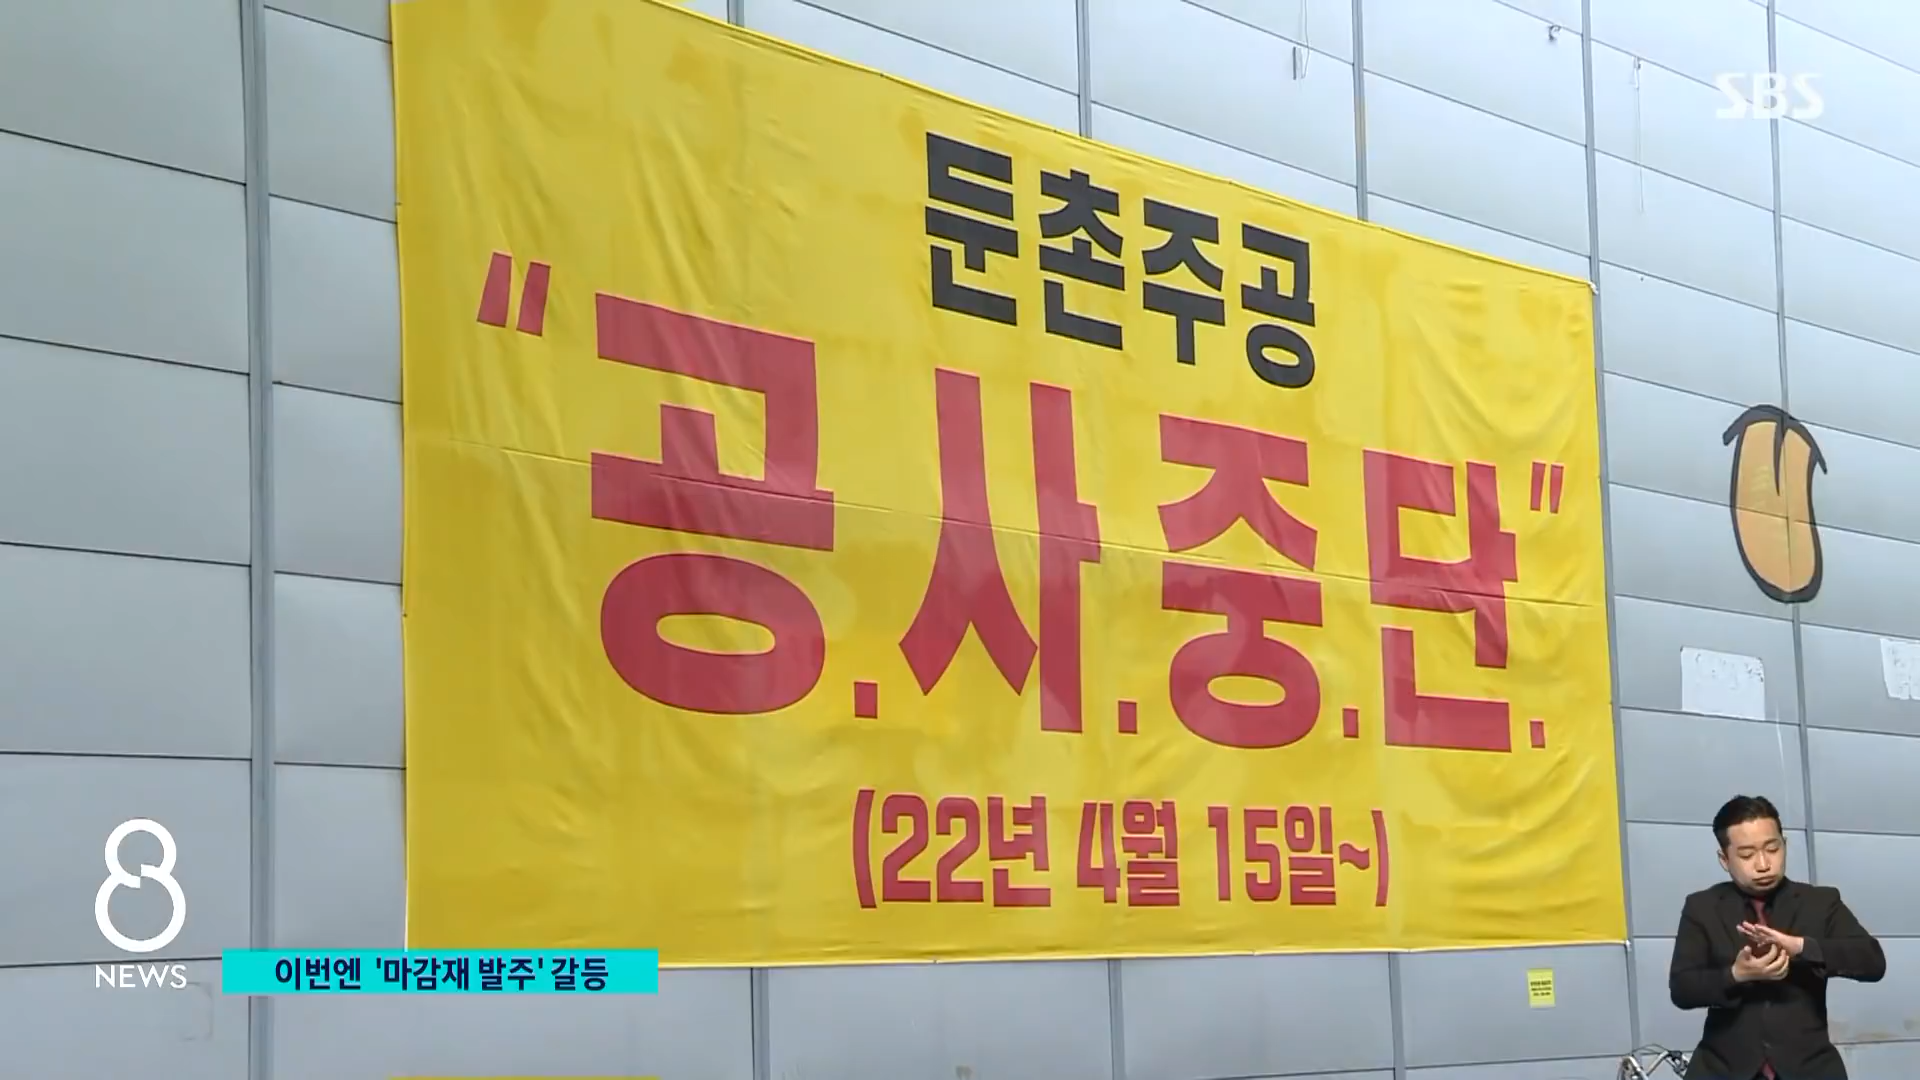 SBS
둔촌주공
"공.사.중.단."
(22년 4월 15일~)
8
NEWS
이번엔 '마감재 발주' 갈등